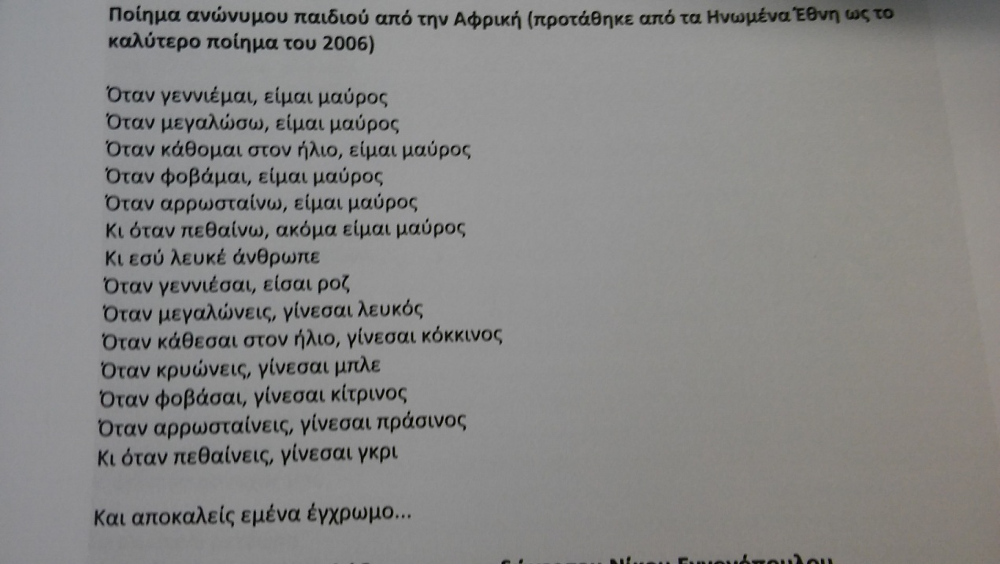 Ποίημα ανώνυμου παιδιού από την Αφρική (προτάθηκε από τα Ηνωμένα Έθνη ως το
καλύτερο ποίημα του 2006)
Όταν γεννιέμαι, είμαι μαύρος
Όταν μεγαλώσω, είμαι μαύρος
Όταν κάθομαι στον ήλιο, είμαι μαύρος
Όταν φοβάμαι, είμαι μαύρος
Όταν αρρωσταίνω, είμαι μαύρος
Κι όταν πεθαίνω, ακόμα είμαι μαύρος
Κι εσύ λευκέ άνθρωπε
Όταν γεννιέσαι, είσαι ροζ
Όταν μεγαλώνεις, γίνεσαι λευκός
Όταν κάθεσαι στον ήλιο, γίνεσαι κόκκινος
Όταν κρυώνεις, γίνεσαι μπλε
Όταν φοβάσαι, γίνεσαι κίτρινος
Όταν αρρωσταίνεις, γίνεσαι πράσινος
Κι όταν πεθαίνεις, γίνεσαι γκρι
Και αποκαλείς εμένα έγχρωμο...